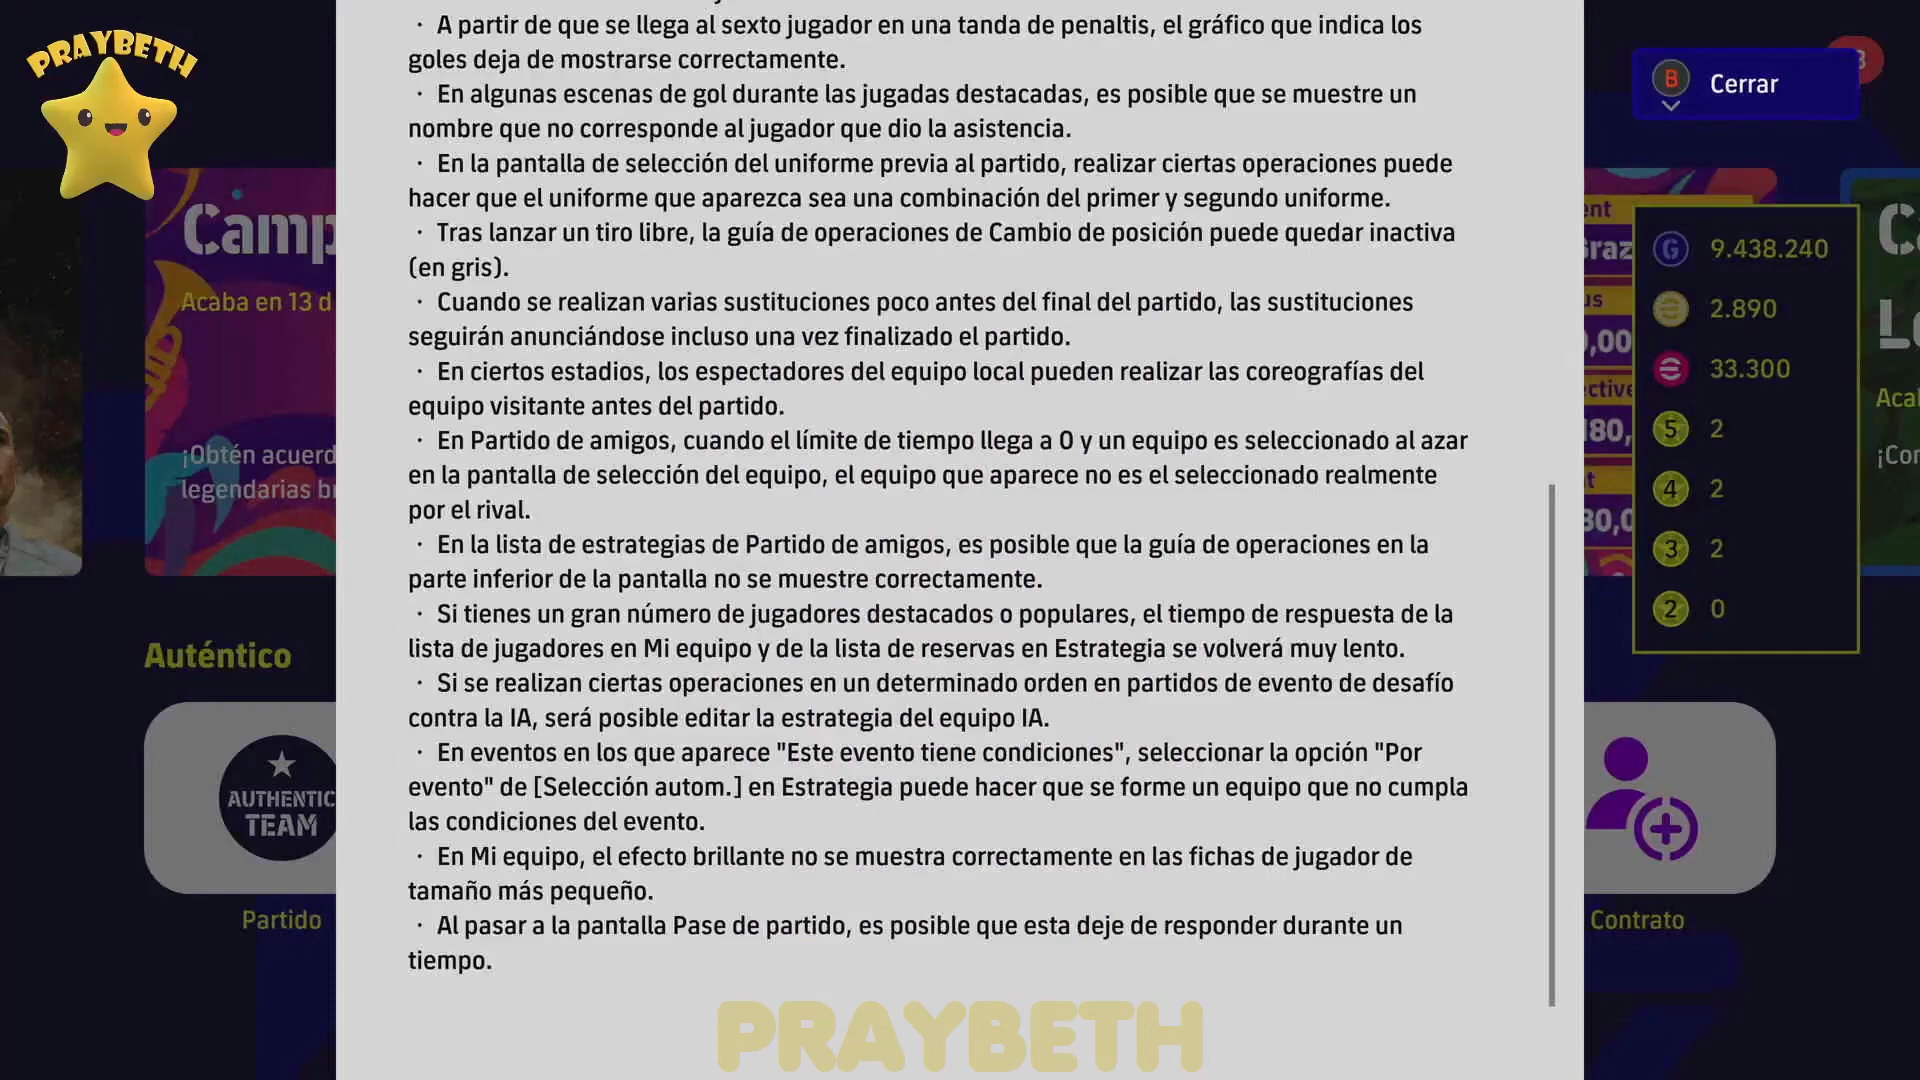 PRAYBETH
· A partir de que se llega al sexto jugador en una tanda de penaltis, el gráfico que indica los
goles deja de mostrarse correctamente.
· En algunas escenas de gol durante las jugadas destacadas, es posible que se muestre un
nombre que no corresponde al jugador que dio la asistencia.
· En la pantalla de selección del uniforme previa al partido, realizar ciertas operaciones puede
hacer que el uniforme que aparezca sea una combinación del primer y segundo uniforme.
· Tras lanzar un tiro libre, la guía de operaciones de Cambio de posición puede quedar inactiva
(en gris).
· Cuando se realizan varias sustituciones poco antes del final del partido, las sustituciones
seguirán anunciándose incluso una vez finalizado el partido.
· En ciertos estadios, los espectadores del equipo local pueden realizar las coreografías del
equipo visitante antes del partido.
· En Partido de amigos, cuando el límite de tiempo llega a 0 y un equipo es seleccionado al azar
en la pantalla de selección del equipo, el equipo que aparece no es el seleccionado realmente
por el rival.
· En la lista de estrategias de Partido de amigos, es posible que la guía de operaciones en la
parte inferior de la pantalla no se muestre correctamente.
· Si tienes un gran número de jugadores destacados o populares, el tiempo de respuesta de la
lista de jugadores en Mi equipo y de la lista de reservas en Estrategia se volverá muy lento.
· Si se realizan ciertas operaciones en un determinado orden en partidos de evento de desafío
contra la IA, será posible editar la estrategia del equipo IA.
· En eventos en los que aparece "Este evento tiene condiciones", seleccionar la opción "Por
evento" de [Selección autom.] en Estrategia puede hacer que se forme un equipo que no cumpla
las condiciones del evento.
· En Mi equipo, el efecto brillante no se muestra correctamente en las fichas de jugador de
tamaño más pequeño.
· Al pasar a la pantalla Pase de partido, es posible que esta deje de responder durante un
tiempo.
B Cerrar
G 9.438.240
2.890
33.300
5 2
4 2
3 2
2 0
Camp
Acaba en 13 d
¡Obtén acuerd
legendarias b
Auténtico
AUTHENTIC
TEAM
Partido
Contrato
PRAYBETH